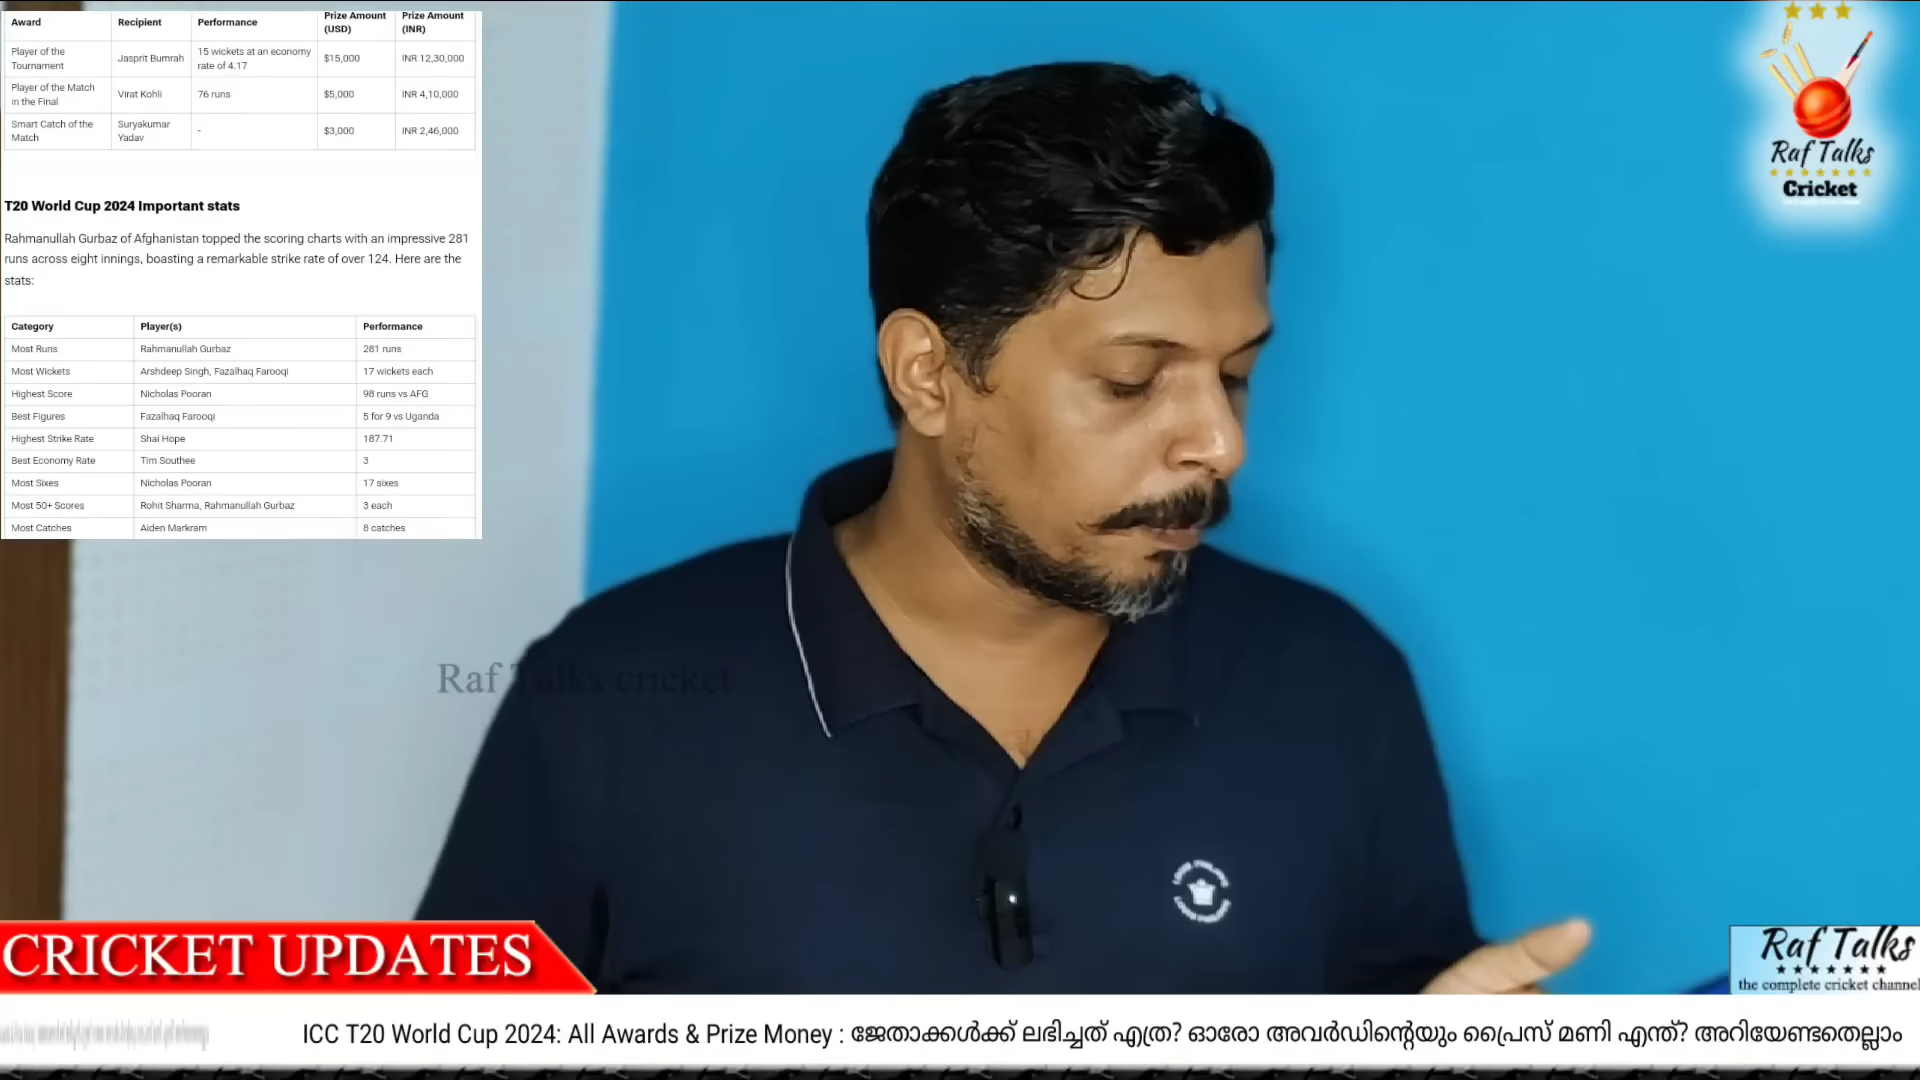 Award Recipient Performance Prize Amount (USD) Prize Amount (INR)
Player of the Tournament Jasprit Bumrah 15 wickets at an economy rate of 4.17 $15,000 INR 12,30,000
Player of the Match in the Final Virat Kohli 76 runs $5,000 INR 4,10,000
Smart Catch of the Match Suryakumar Yadav - $3,000 INR 2,46,000
T20 World Cup 2024 Important stats
Rahmanullah Gurbaz of Afghanistan topped the scoring charts with an impressive 281
runs across eight innings, boasting a remarkable strike rate of over 124. Here are the
stats:
Category Player(s) Performance
Most Runs Rahmanullah Gurbaz 281 runs
Most Wickets Arshdeep Singh, Fazalhaq Farooqi 17 wickets each
Highest Score Nicholas Pooran 98 runs vs AFG
Best Figures Fazalhaq Farooqi 5 for 9 vs Uganda
Highest Strike Rate Shai Hope 187.71
Best Economy Rate Tim Southee 3
Most Sixes Nicholas Pooran 17 sixes
Most 50+ Scores Rohit Sharma, Rahmanullah Gurbaz 3 each
Most Catches Aiden Markram 8 catches
Raf Talks
Cricket
Raf Talks cricket
CRICKET UPDATES
Raf Talks
the complete cricket channel
ICC T20 World Cup 2024: All Awards & Prize Money : ജേതാക്കൾക്ക് ലഭിച്ചത് എത്ര? ഓരോ അവർഡിന്റെയും പ്രൈസ് മണി എന്ത്? അറിയേണ്ടതെല്ലാം